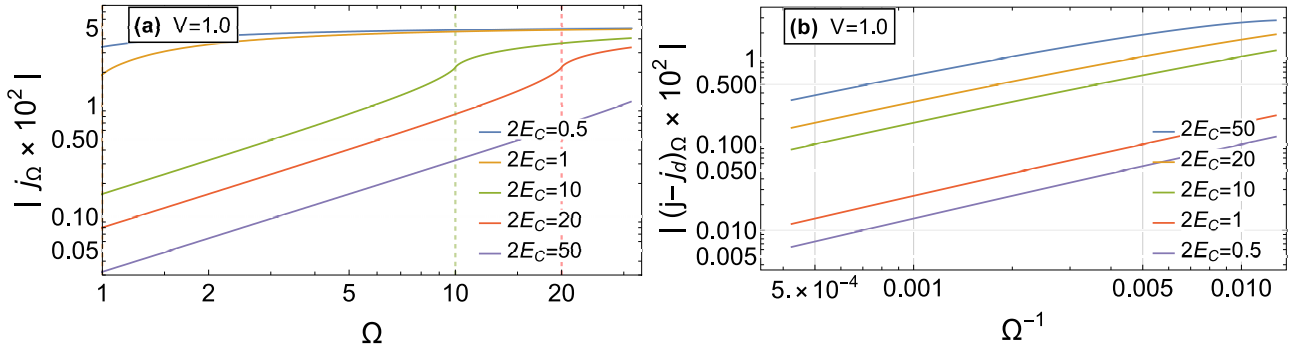 (a) V=1.0
| j_Ω × 10² |
5
1
0.50
0.10
0.05
2E_C=0.5
2E_C=1
2E_C=10
2E_C=20
2E_C=50
1 2 5 10 20
Ω
(b) V=1.0
| (j- j_d)_Ω × 10² |
1
0.500
0.100
0.050
0.010
0.005
2E_C=50
2E_C=20
2E_C=10
2E_C=1
2E_C=0.5
5.×10⁻⁴ 0.001 0.005 0.010
Ω⁻¹